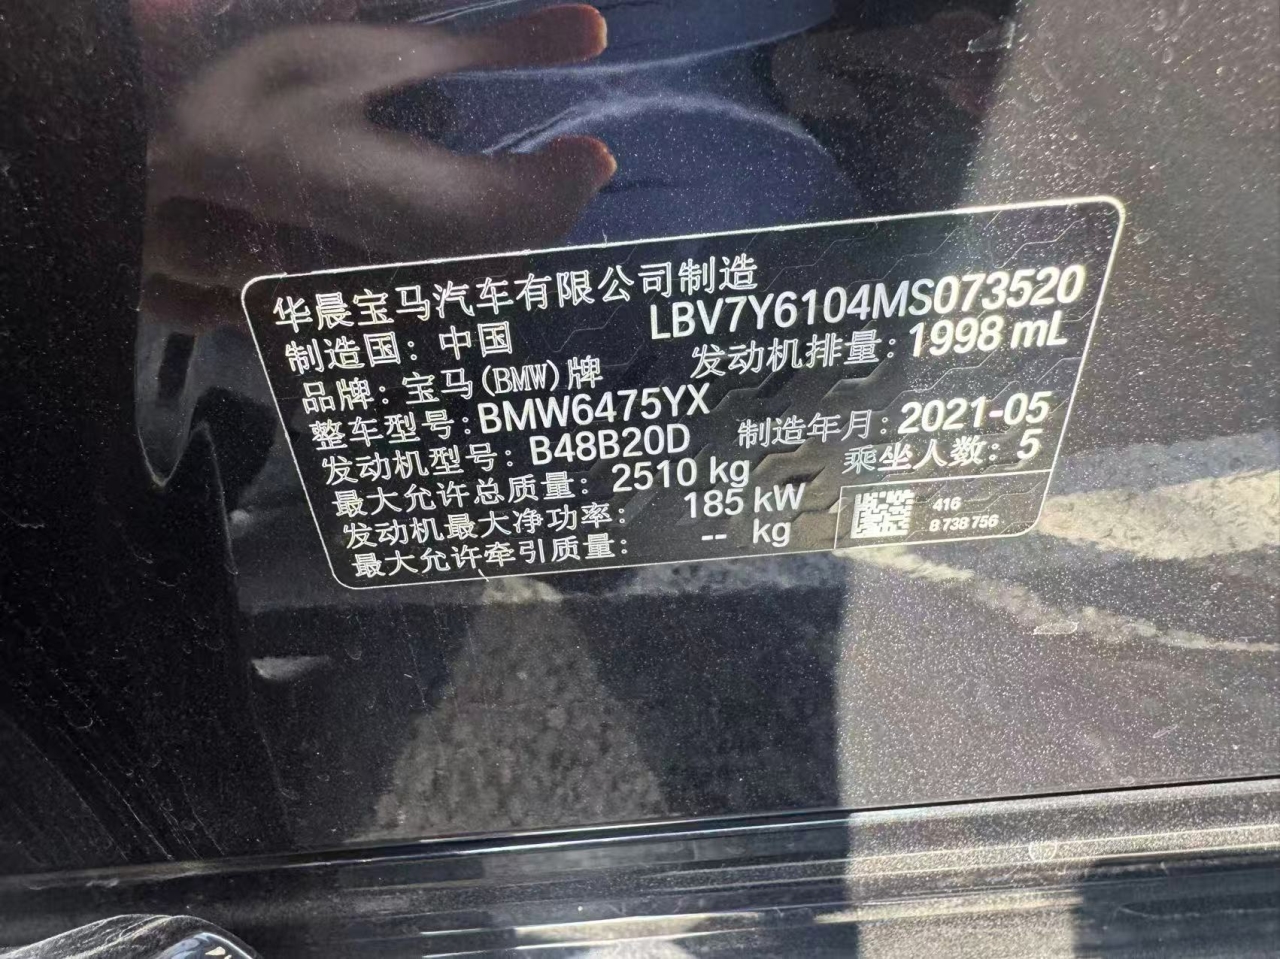 华晨宝马汽车有限公司制造
制造国：中国 LBV7Y6104MS073520
品牌：宝马(BMW)牌 发动机排量：1998 mL
整车型号：BMW6475YX
发动机型号：B48B20D 制造年月：2021-05
最大允许总质量：2510 kg 乘坐人数：5
发动机最大净功率：185 kW
最大允许牵引质量：-- kg
416
8 738 756